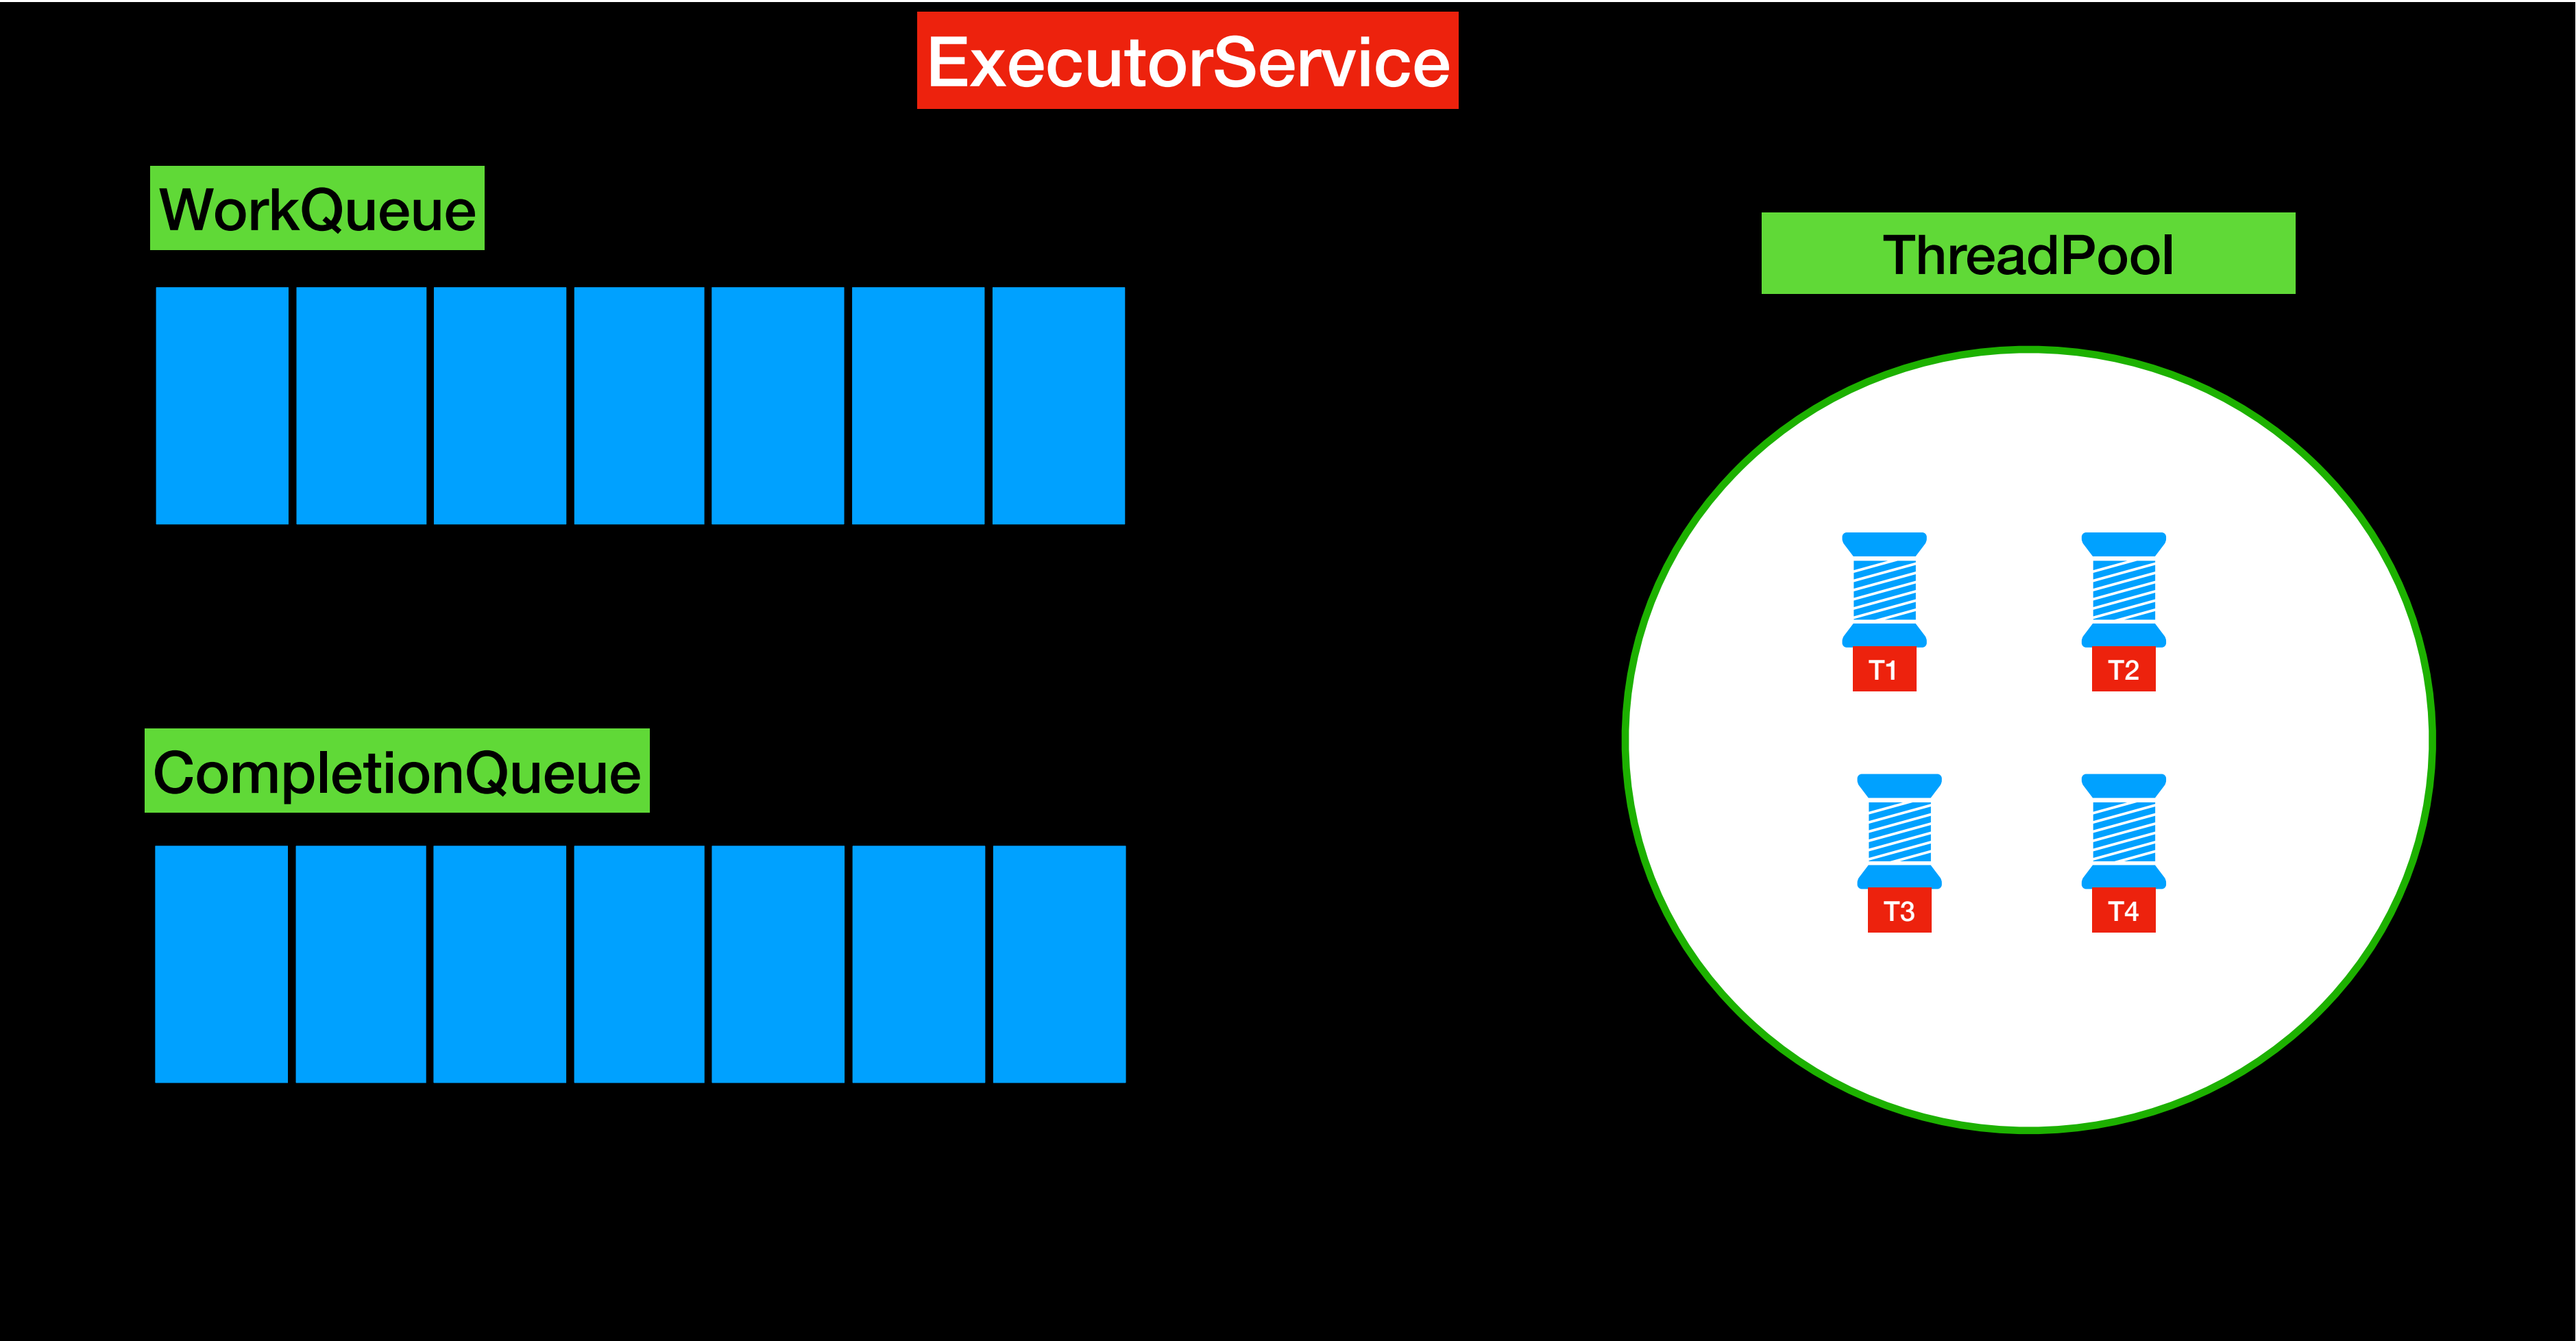 ExecutorService
WorkQueue
ThreadPool
T1
T2
CompletionQueue
T3
T4